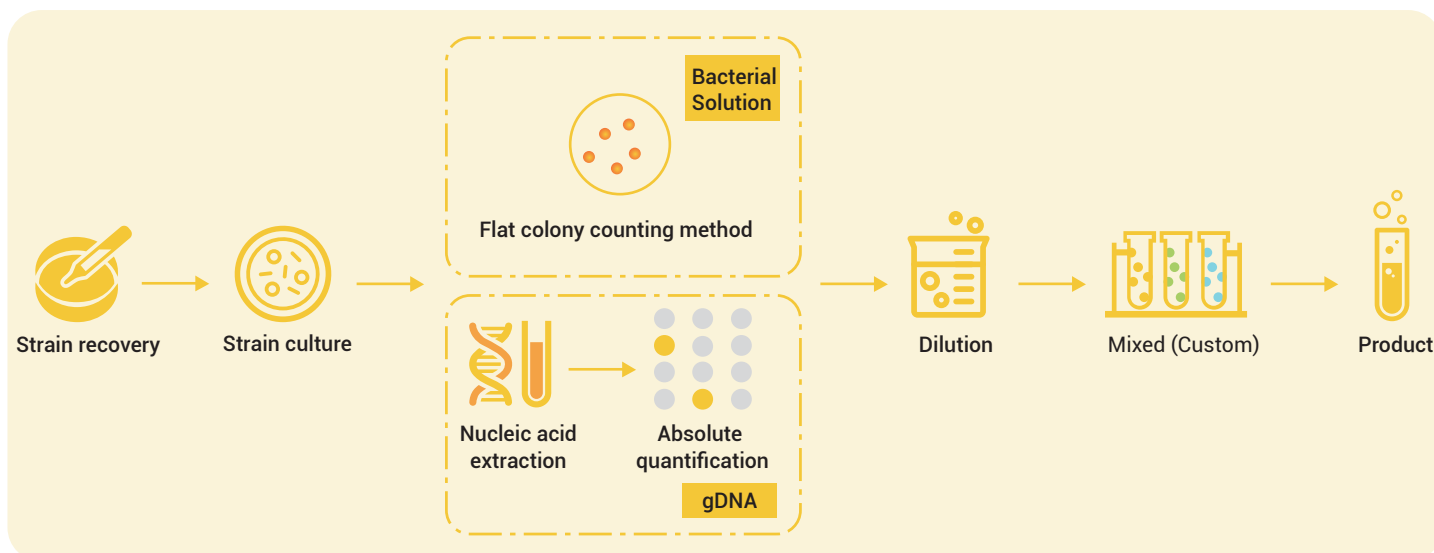 Strain recovery
Strain culture
Bacterial
Solution
Flat colony counting method
Nucleic acid
extraction
Absolute
quantification
gDNA
Dilution
Mixed (Custom)
Product